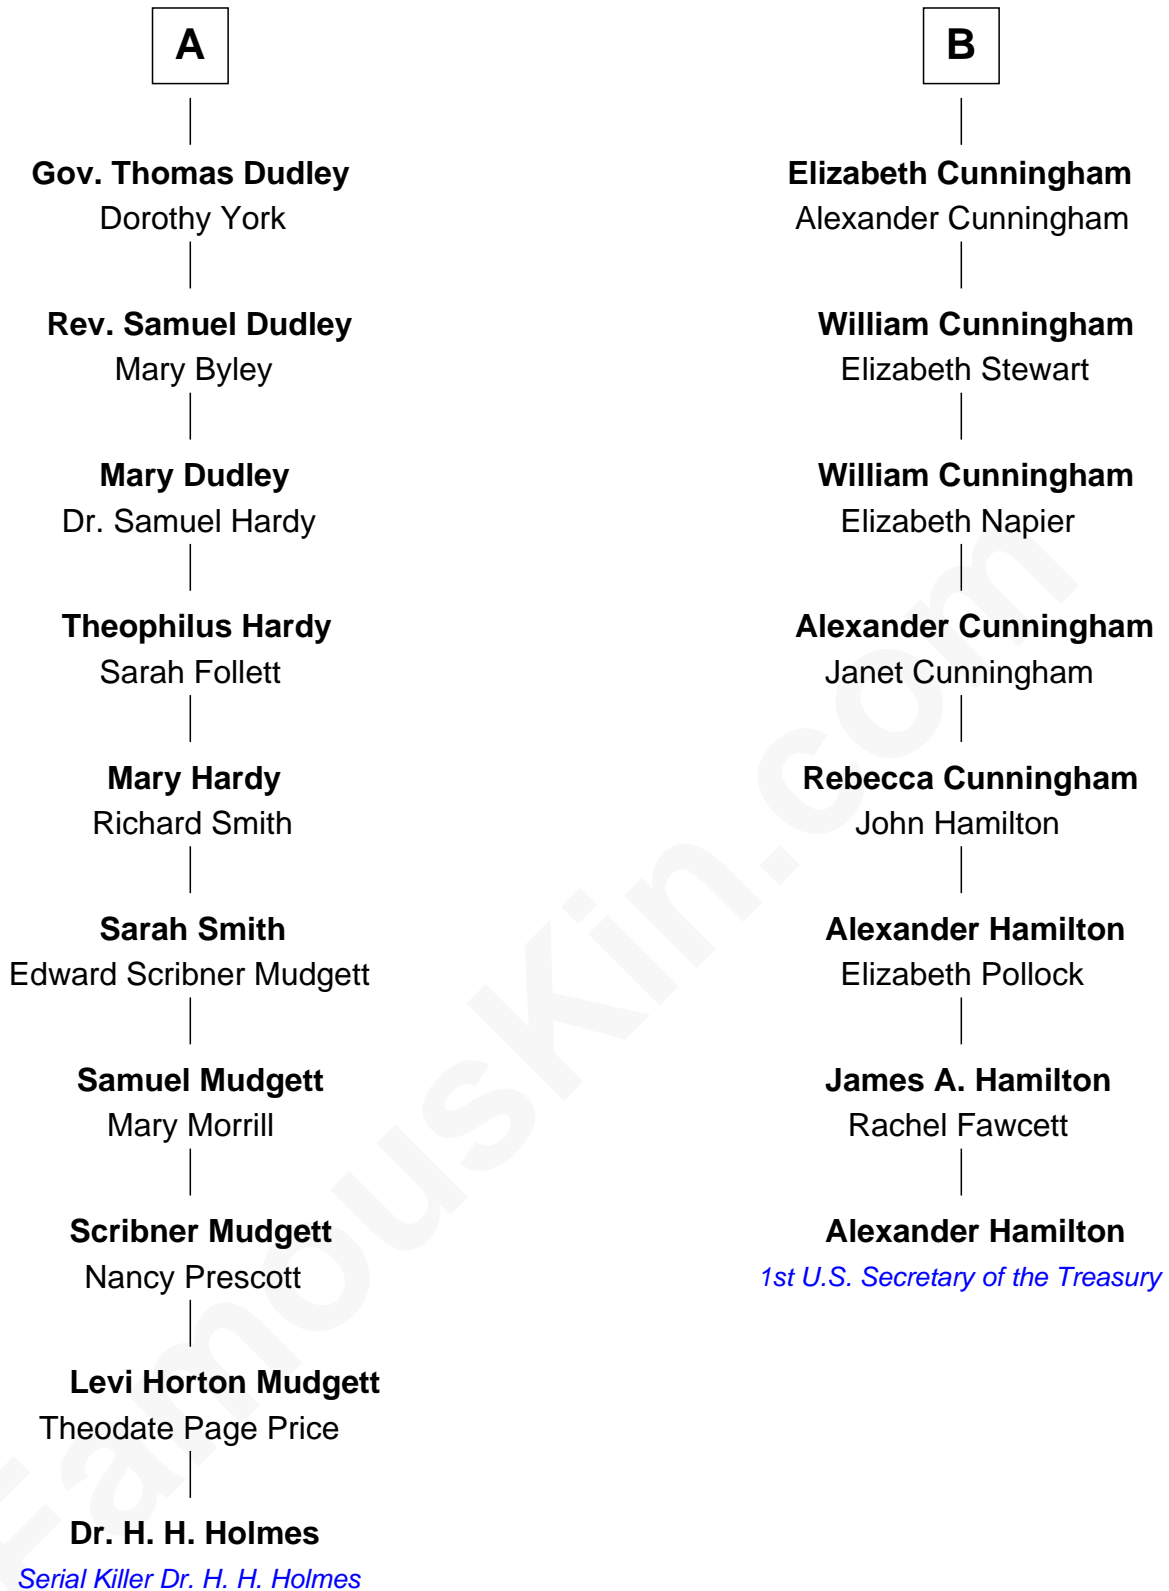 A
Gov. Thomas Dudley
Dorothy York
Rev. Samuel Dudley
Mary Byley
Mary Dudley
Dr. Samuel Hardy
Theophilus Hardy
Sarah Follett
Mary Hardy
Richard Smith
Sarah Smith
Edward Scribner Mudgett
Samuel Mudgett
Mary Morrill
Scribner Mudgett
Nancy Prescott
Levi Horton Mudgett
Theodate Page Price
Dr. H. H. Holmes
Serial Killer Dr. H. H. Holmes
B
Elizabeth Cunningham
Alexander Cunningham
William Cunningham
Elizabeth Stewart
William Cunningham
Elizabeth Napier
Alexander Cunningham
Janet Cunningham
Rebecca Cunningham
John Hamilton
Alexander Hamilton
Elizabeth Pollock
James A. Hamilton
Rachel Fawcett
Alexander Hamilton
1st U.S. Secretary of the Treasury
FamousKin.com